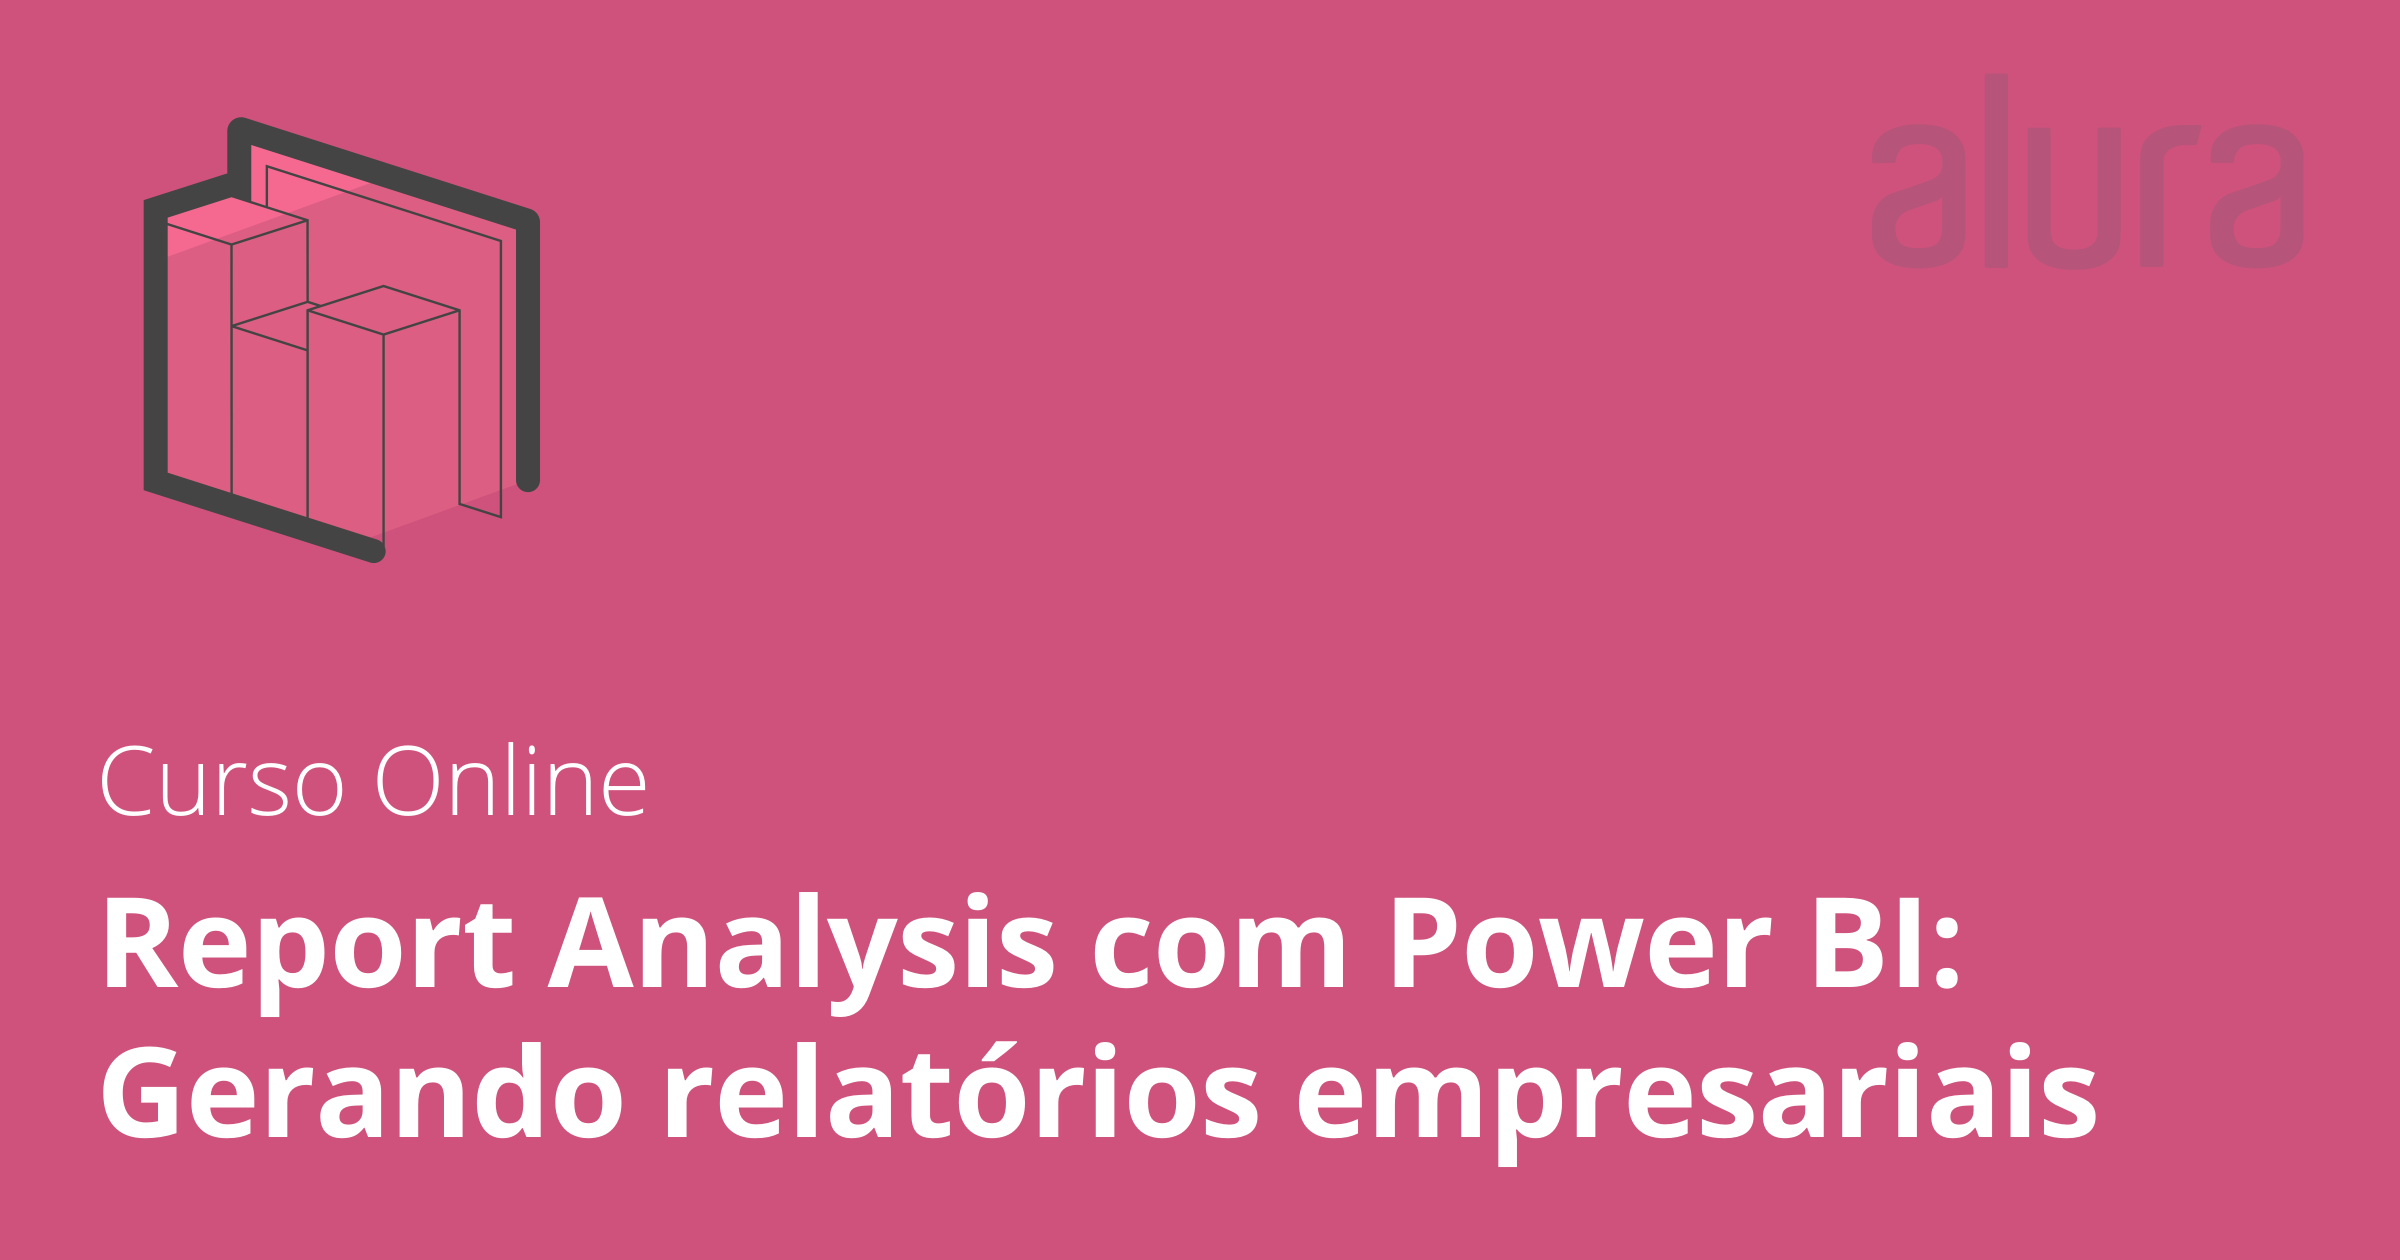 alura
Curso Online
Report Analysis com Power BI:
Gerando relatórios empresariais